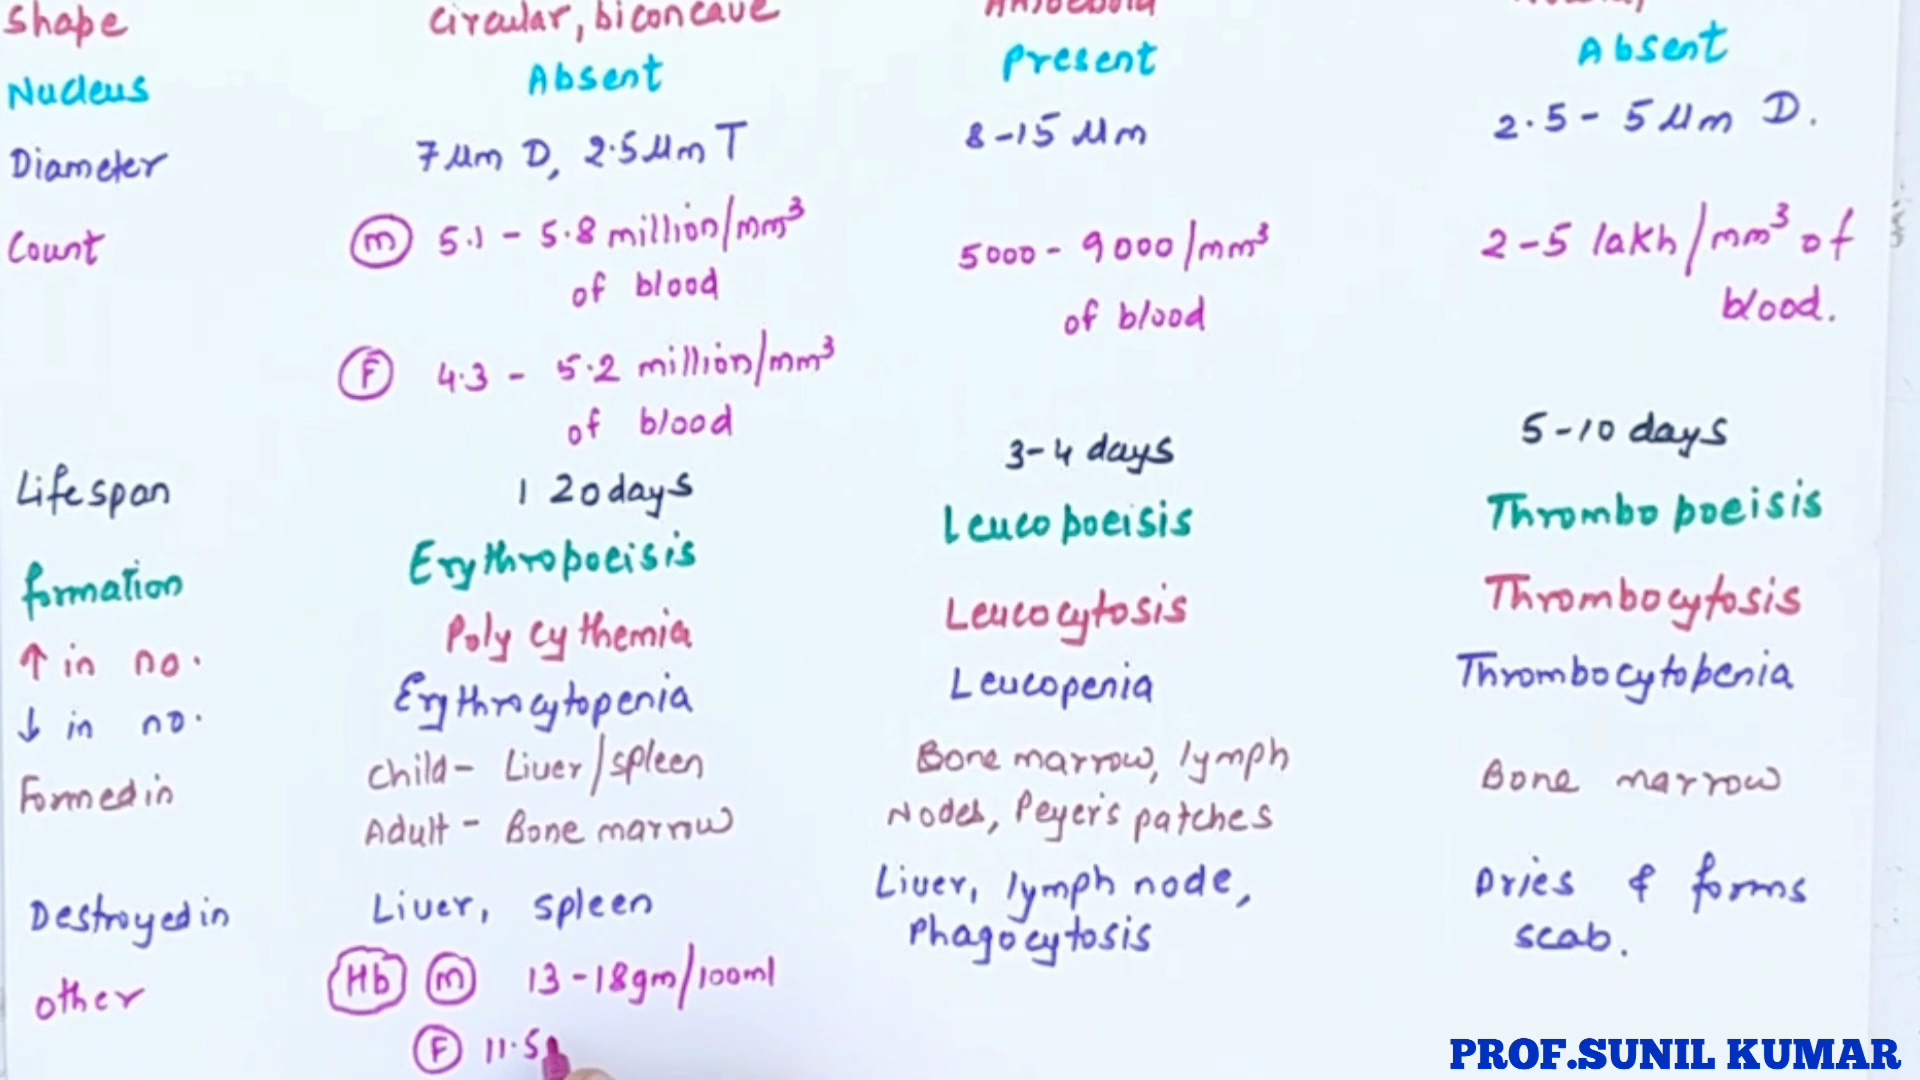 Shape Circular, biconcave Amoeboid
Nucleus Absent Present Absent
Diameter 7 µm D, 2.5 µm T 8-15 µm 2.5 - 5 µm D.
Count (M) 5.1 - 5.8 million/mm³ 5000 - 9000/mm³ 2-5 lakh/mm³ of
of blood of blood blood.
(F) 4.3 - 5.2 million/mm³
of blood
Lifespan 120 days 3-4 days 5-10 days
formation Erythropoeisis Leucopoeisis Thrombopoeisis
↑ in no. Polycythemia Leucocytosis Thrombocytosis
↓ in no. Erythrocytopenia Leucopenia Thrombocytopenia
Formed in Child - Liver/spleen Bone marrow, lymph Bone marrow
Adult - Bone marrow Nodes, Peyer's patches
Destroyed in Liver, spleen Liver, lymph node, Dries & forms
Phagocytosis scab.
other Hb (M) 13-18gm/100ml
(F) 11.5
PROF.SUNIL KUMAR